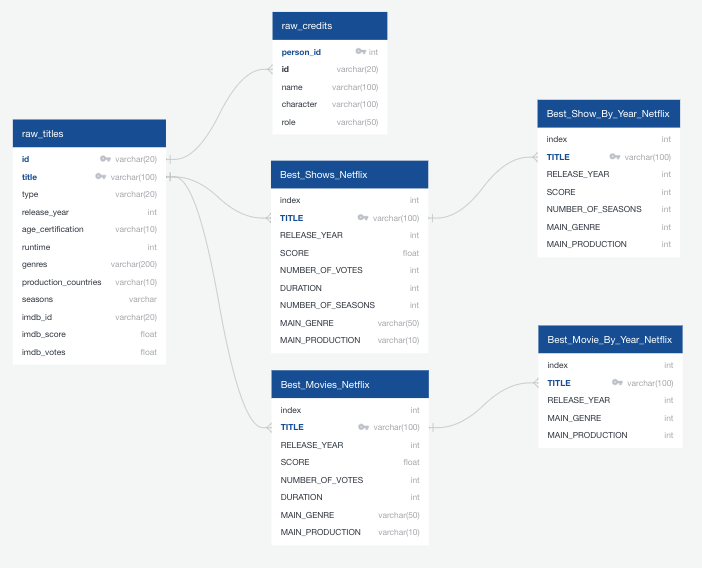 raw_credits
person_id int
id varchar(20)
name varchar(100)
character varchar(100)
role varchar(50)
raw_titles
id varchar(20)
title varchar(100)
type varchar(20)
release_year int
age_certification varchar(10)
runtime int
genres varchar(200)
production_countries varchar(10)
seasons varchar
imdb_id varchar(20)
imdb_score float
imdb_votes float
Best_Shows_Netflix
index int
TITLE varchar(100)
RELEASE_YEAR int
SCORE float
NUMBER_OF_VOTES int
DURATION int
NUMBER_OF_SEASONS int
MAIN_GENRE varchar(50)
MAIN_PRODUCTION varchar(10)
Best_Movies_Netflix
index int
TITLE varchar(100)
RELEASE_YEAR int
SCORE float
NUMBER_OF_VOTES int
DURATION int
MAIN_GENRE varchar(50)
MAIN_PRODUCTION varchar(10)
Best_Show_By_Year_Netflix
index int
TITLE varchar(100)
RELEASE_YEAR int
SCORE int
NUMBER_OF_SEASONS int
MAIN_GENRE int
MAIN_PRODUCTION int
Best_Movie_By_Year_Netflix
index int
TITLE varchar(100)
RELEASE_YEAR int
MAIN_GENRE int
MAIN_PRODUCTION int